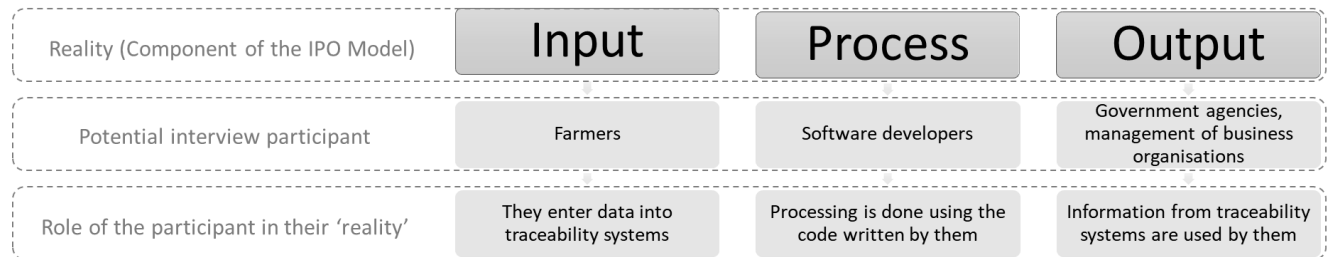 Reality (Component of the IPO Model)
Input
Process
Output
Potential interview participant
Farmers
Software developers
Government agencies,
management of business
organisations
Role of the participant in their ‘reality’
They enter data into
traceability systems
Processing is done using the
code written by them
Information from traceability
systems are used by them